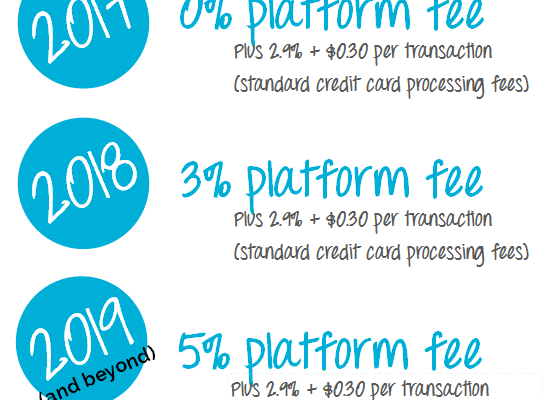 2017
0% platform fee
Plus 2.9% + $0.30 per transaction
(standard credit card processing fees)
2018
3% platform fee
Plus 2.9% + $0.30 per transaction
(standard credit card processing fees)
2019
(and beyond)
5% platform fee
Plus 2.9% + $0.30 per transaction